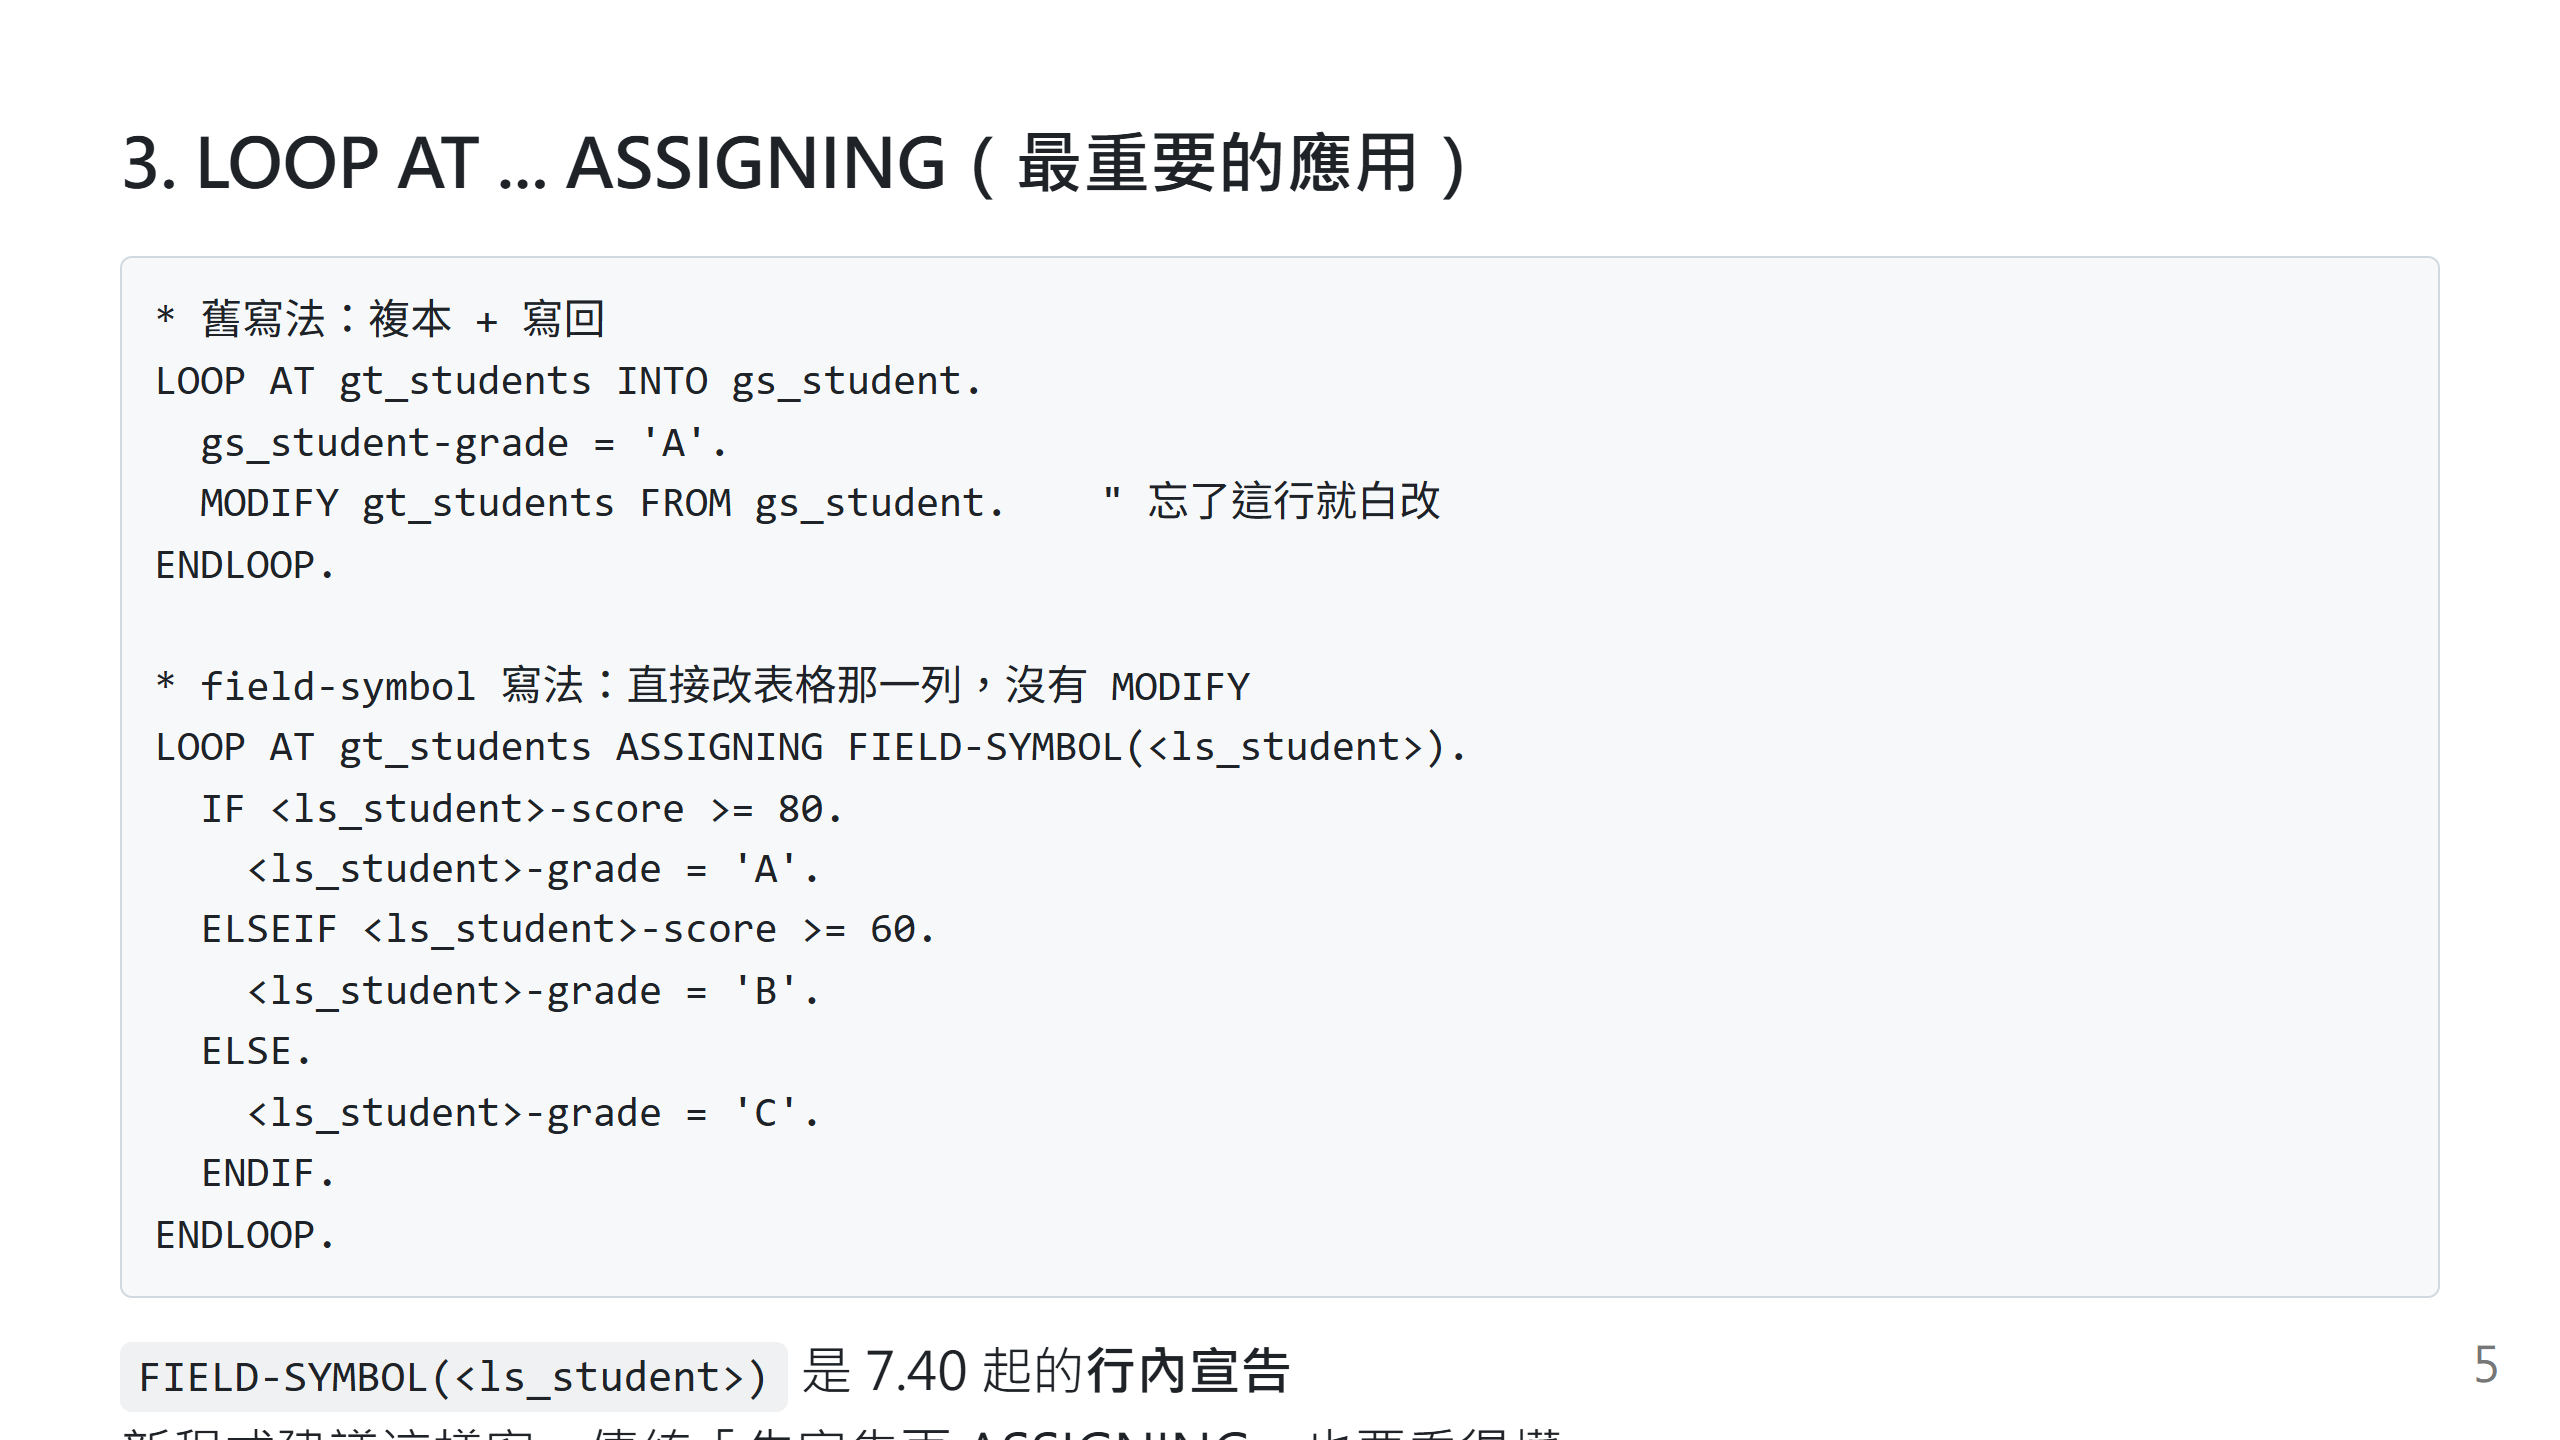 3. LOOP AT ... ASSIGNING（最重要的應用）
* 舊寫法：複本 + 寫回
LOOP AT gt_students INTO gs_student.
  gs_student-grade = 'A'.
  MODIFY gt_students FROM gs_student.    " 忘了這行就白改
ENDLOOP.

* field-symbol 寫法：直接改表格那一列，沒有 MODIFY
LOOP AT gt_students ASSIGNING FIELD-SYMBOL(<ls_student>).
  IF <ls_student>-score >= 80.
    <ls_student>-grade = 'A'.
  ELSEIF <ls_student>-score >= 60.
    <ls_student>-grade = 'B'.
  ELSE.
    <ls_student>-grade = 'C'.
  ENDIF.
ENDLOOP.
FIELD-SYMBOL(<ls_student>) 是 7.40 起的行內宣告
5